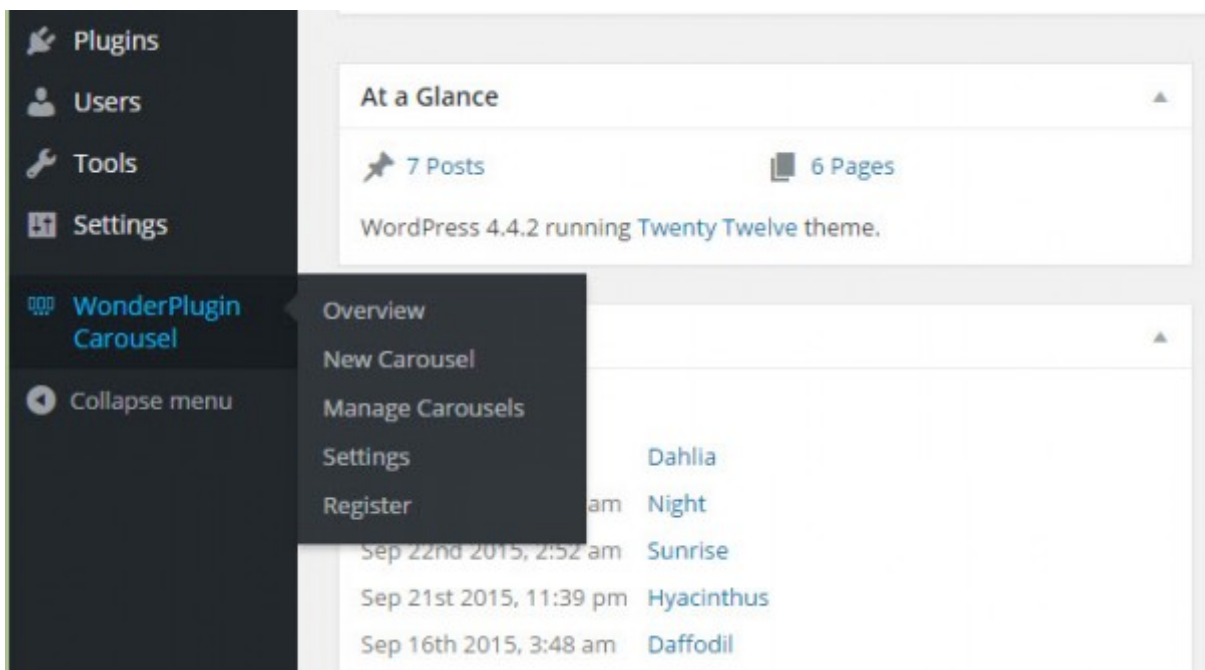 Plugins
Users
Tools
Settings
WonderPlugin
Carousel
Collapse menu
Overview
New Carousel
Manage Carousels
Settings
Register
At a Glance
7 Posts
6 Pages
WordPress 4.4.2 running Twenty Twelve theme.
Dahlia
am Night
Sep 22nd 2015, 2:52 am Sunrise
Sep 21st 2015, 11:39 pm Hyacinthus
Sep 16th 2015, 3:48 am Daffodil